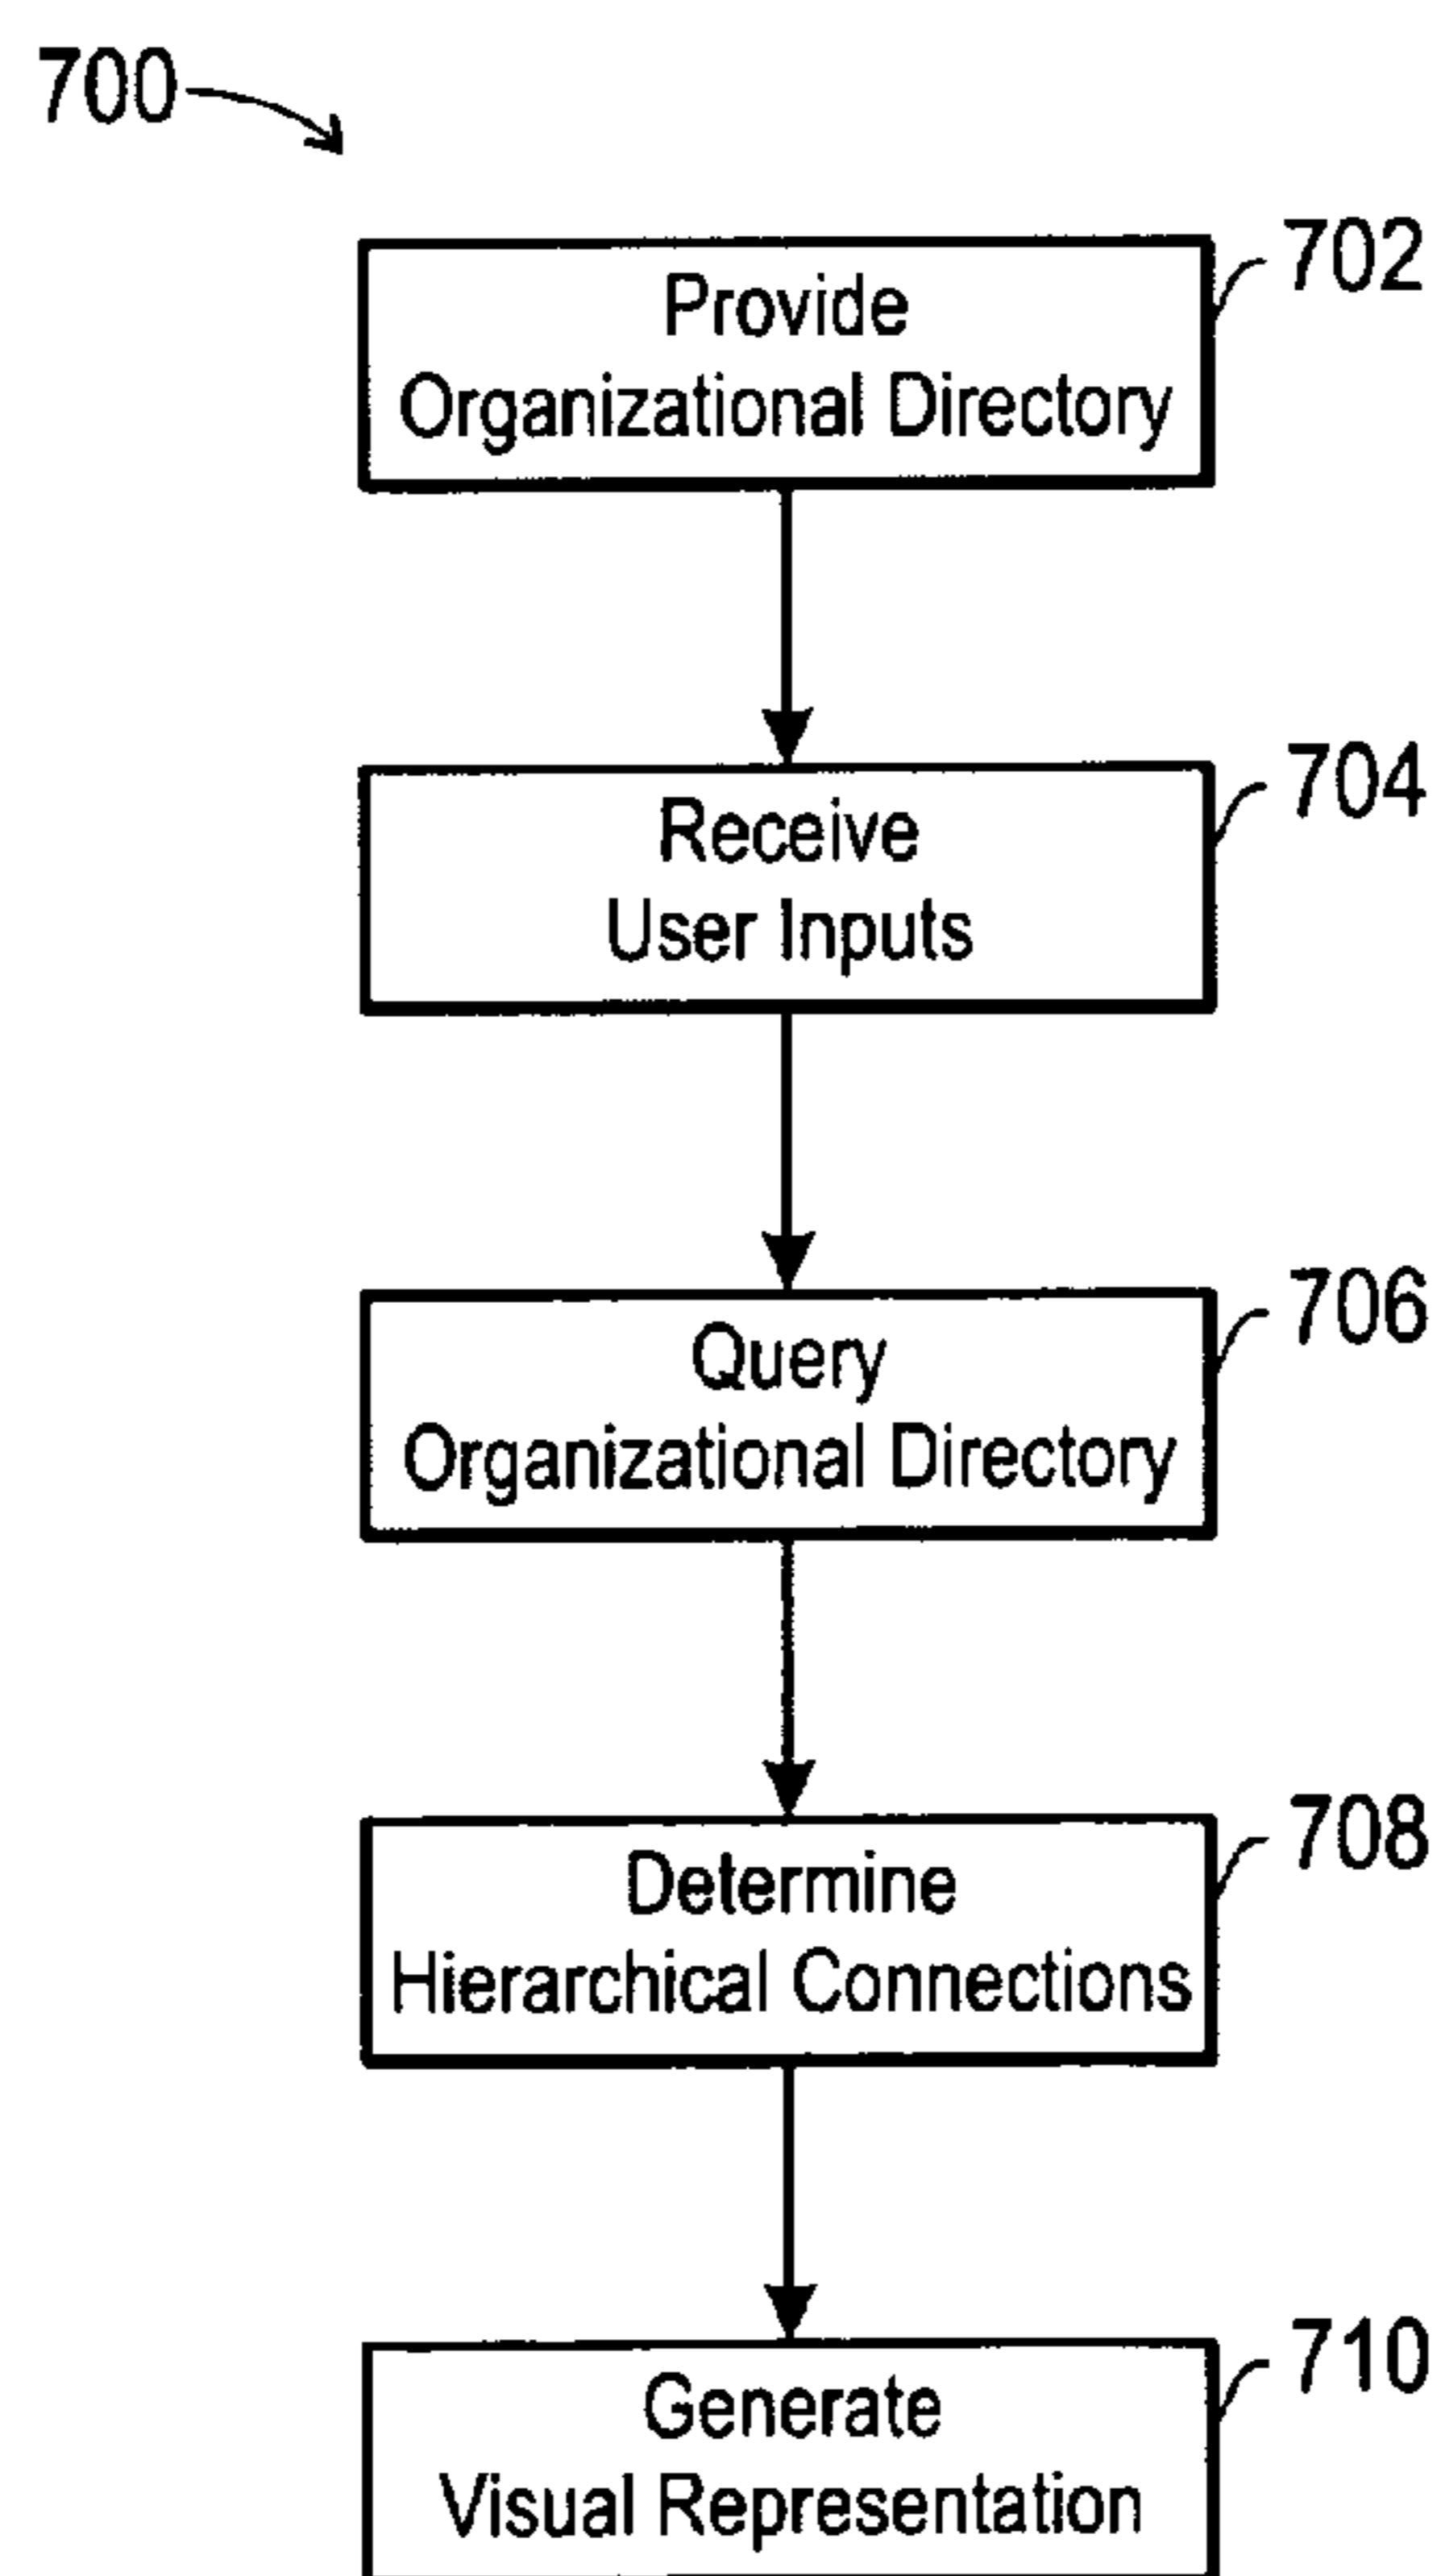 700
702
Provide
Organizational Directory
704
Receive
User Inputs
706
Query
Organizational Directory
708
Determine
Hierarchical Connections
710
Generate
Visual Representation